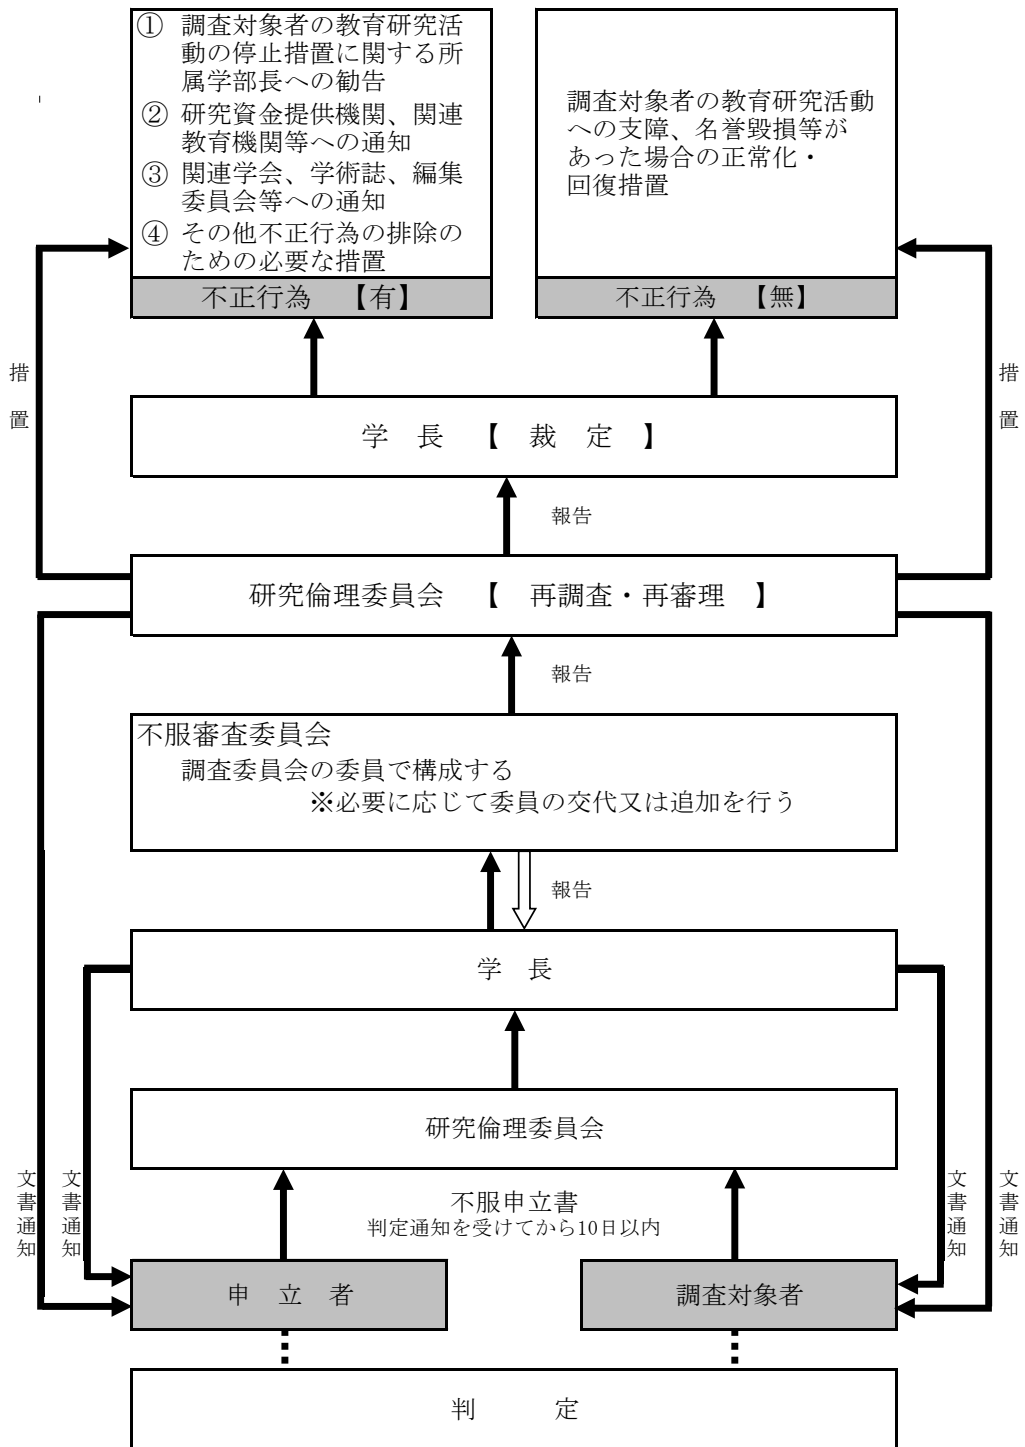 ① 調査対象者の教育研究活
動の停止措置に関する所
属学部長への勧告
② 研究資金提供機関、関連
教育機関等への通知
③ 関連学会、学術誌、編集
委員会等への通知
④ その他不正行為の排除の
ための必要な措置
不正行為 【有】
調査対象者の教育研究活動
への支障、名誉毀損等が
あった場合の正常化・
回復措置
不正行為 【無】
措置
措置
学 長 【 裁 定 】
報告
研究倫理委員会 【 再調査・再審理 】
報告
不服審査委員会
調査委員会の委員で構成する
※必要に応じて委員の交代又は追加を行う
報告
学 長
研究倫理委員会
文書通知
文書通知
不服申立書
判定通知を受けてから10日以内
文書通知
文書通知
申 立 者
調査対象者
判 定